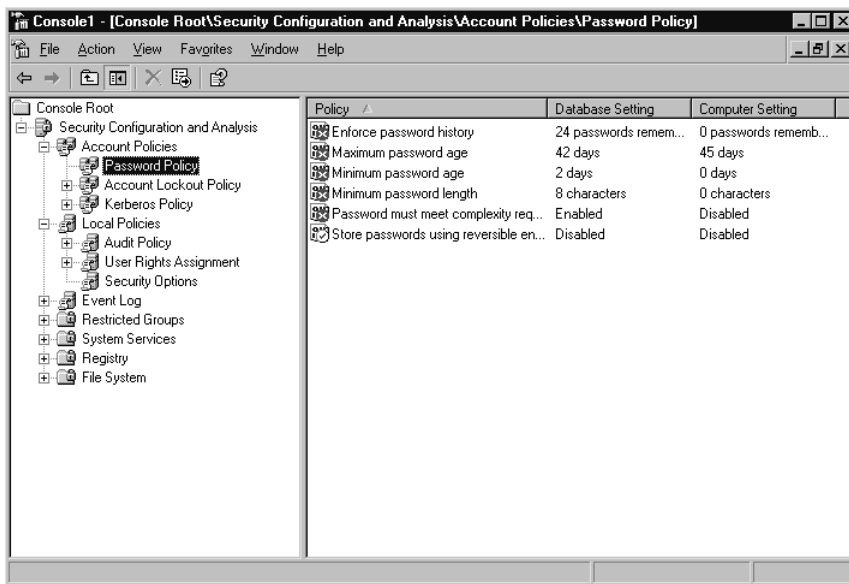 Console1 - [Console Root\Security Configuration and Analysis\Account Policies\Password Policy]
File Action View Favorites Window Help
Console Root
Security Configuration and Analysis
Account Policies
Password Policy
Account Lockout Policy
Kerberos Policy
Local Policies
Audit Policy
User Rights Assignment
Security Options
Event Log
Restricted Groups
System Services
Registry
File System
Policy Database Setting Computer Setting
Enforce password history 24 passwords remem... 0 passwords rememb...
Maximum password age 42 days 45 days
Minimum password age 2 days 0 days
Minimum password length 8 characters 0 characters
Password must meet complexity req... Enabled Disabled
Store passwords using reversible en... Disabled Disabled